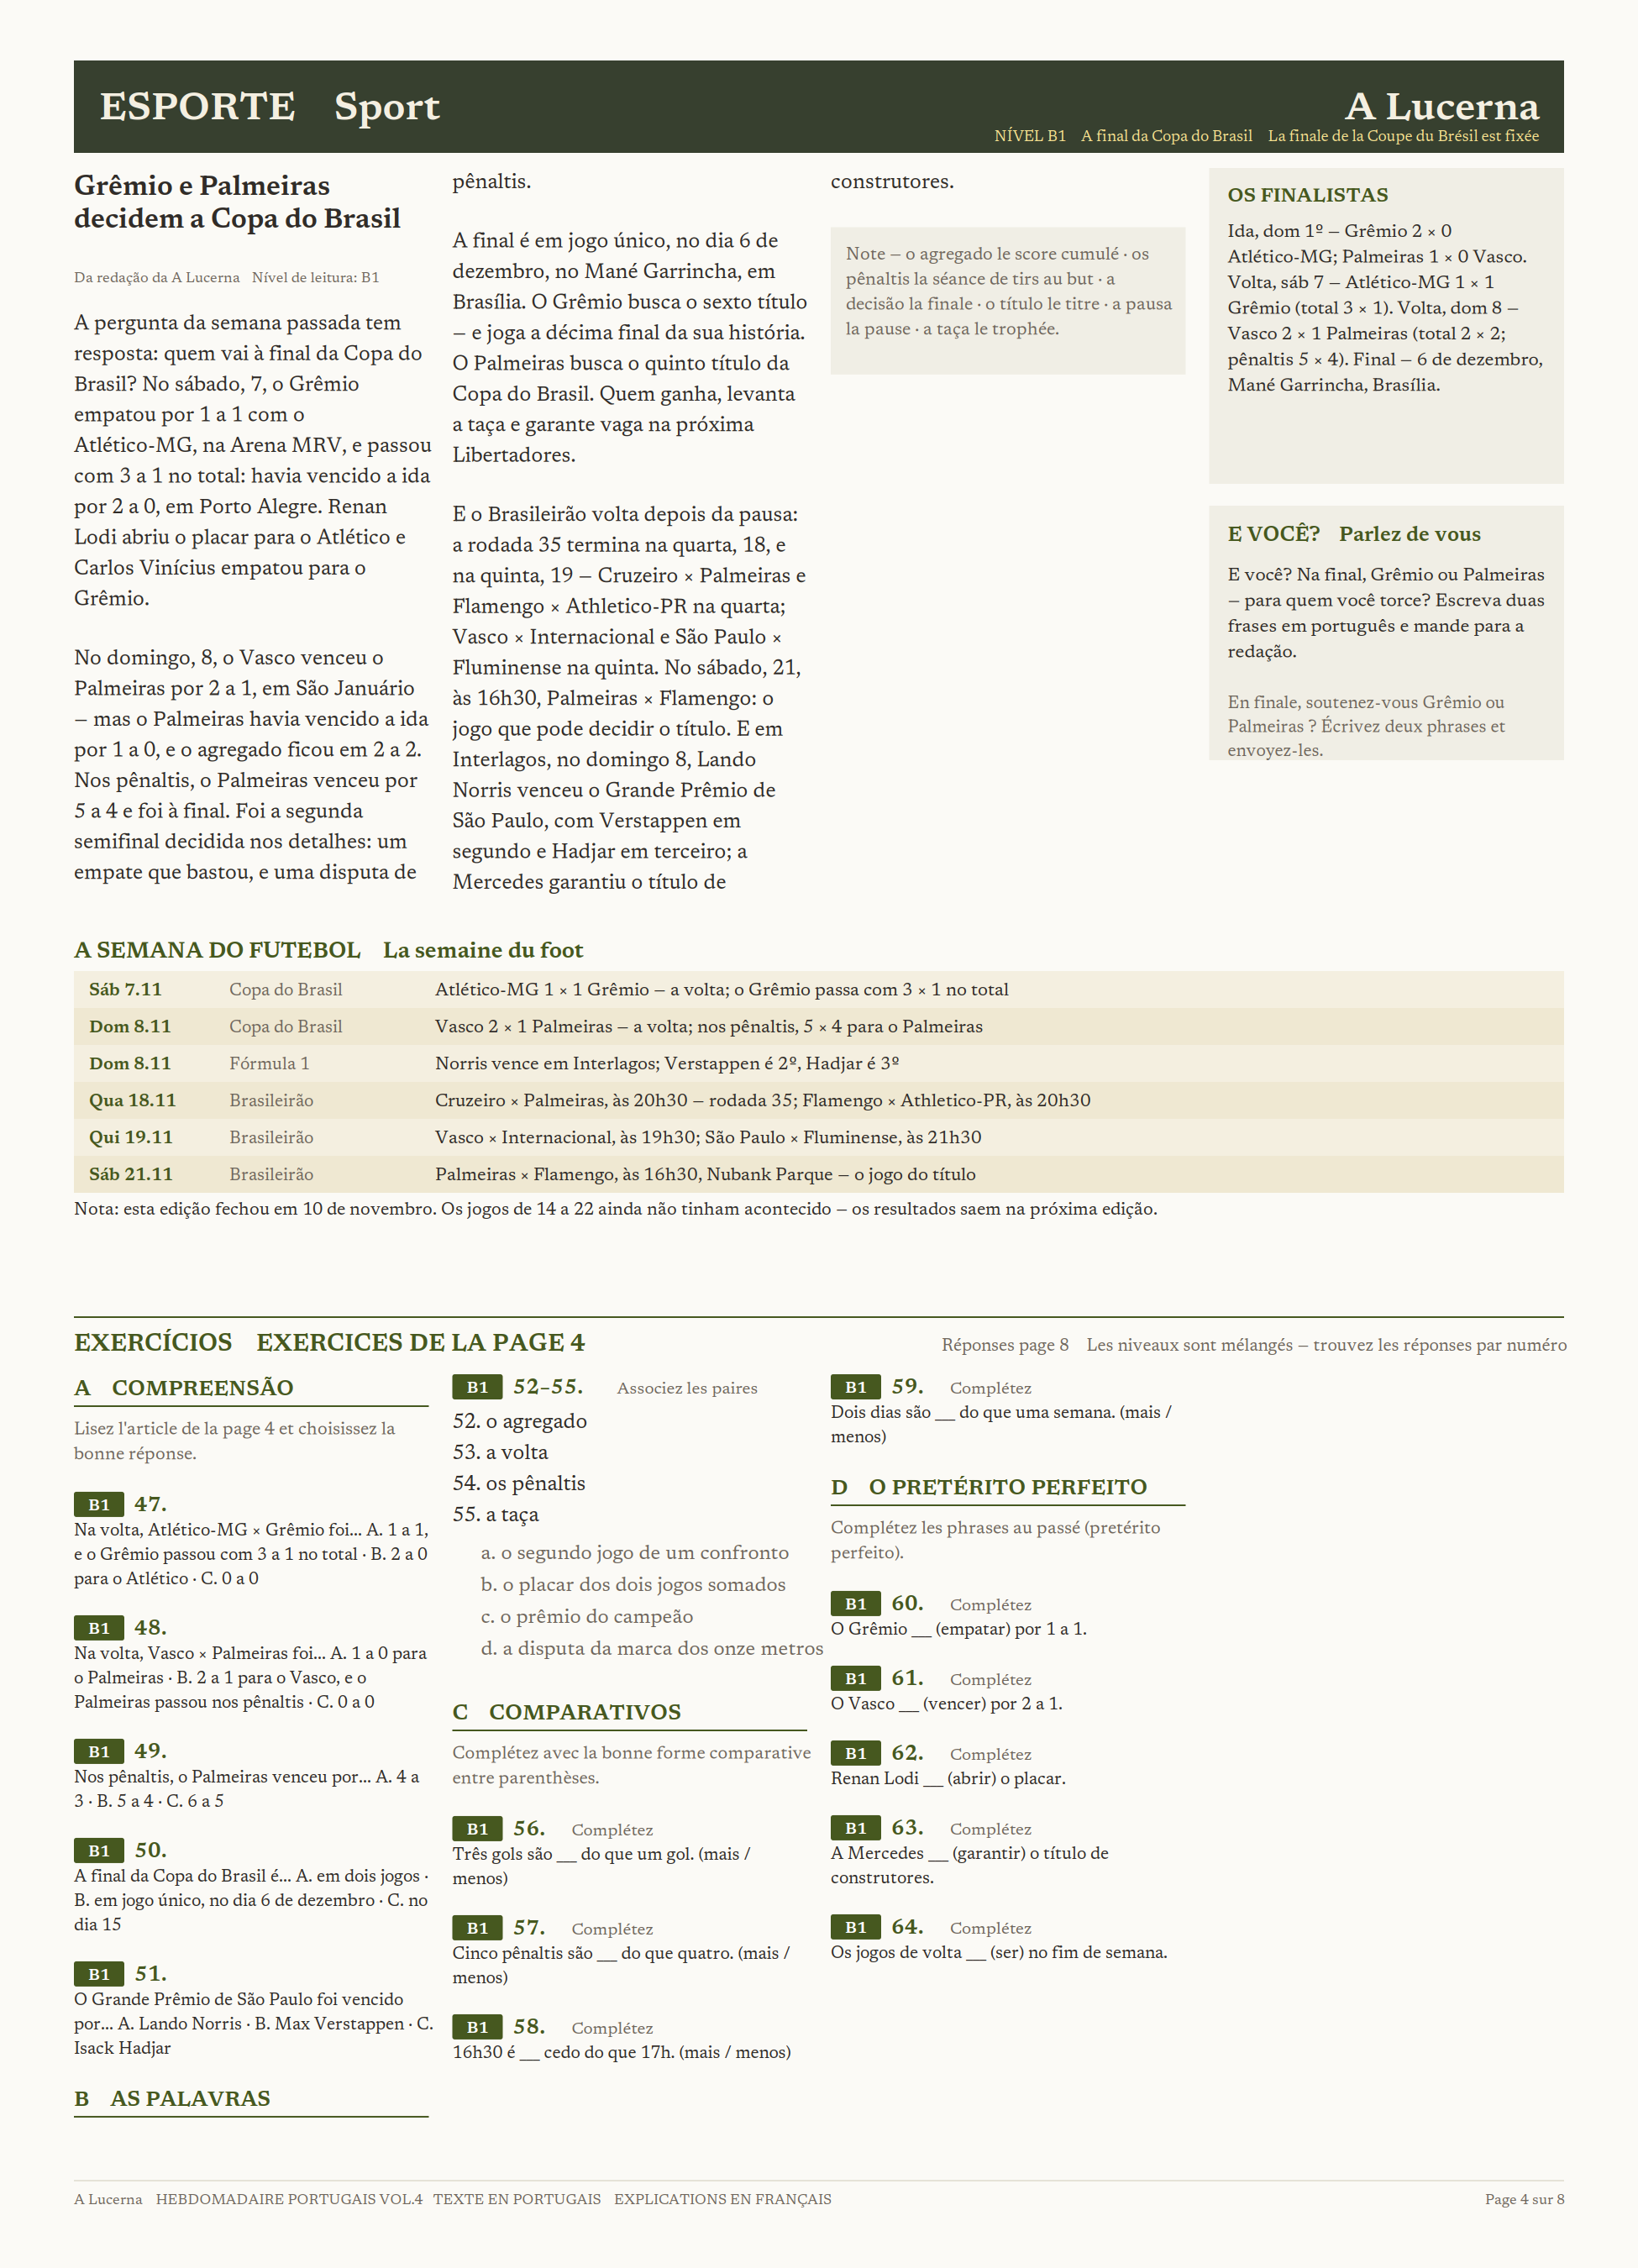 ESPORTE Sport
A Lucerna
NÍVEL B1 A final da Copa do Brasil La finale de la Coupe du Brésil est fixée
Grêmio e Palmeiras
decidem a Copa do Brasil
Da redação da A Lucerna Nível de leitura: B1
A pergunta da semana passada tem
resposta: quem vai à final da Copa do
Brasil? No sábado, 7, o Grêmio
empatou por 1 a 1 com o
Atlético-MG, na Arena MRV, e passou
com 3 a 1 no total: havia vencido a ida
por 2 a 0, em Porto Alegre. Renan
Lodi abriu o placar para o Atlético e
Carlos Vinícius empatou para o
Grêmio.
No domingo, 8, o Vasco venceu o
Palmeiras por 2 a 1, em São Januário
– mas o Palmeiras havia vencido a ida
por 1 a 0, e o agregado ficou em 2 a 2.
Nos pênaltis, o Palmeiras venceu por
5 a 4 e foi à final. Foi a segunda
semifinal decidida nos detalhes: um
empate que bastou, e uma disputa de
pênaltis.
A final é em jogo único, no dia 6 de
dezembro, no Mané Garrincha, em
Brasília. O Grêmio busca o sexto título
– e joga a décima final da sua história.
O Palmeiras busca o quinto título da
Copa do Brasil. Quem ganha, levanta
a taça e garante vaga na próxima
Libertadores.
E o Brasileirão volta depois da pausa:
a rodada 35 termina na quarta, 18, e
na quinta, 19 – Cruzeiro × Palmeiras e
Flamengo × Athletico-PR na quarta;
Vasco × Internacional e São Paulo ×
Fluminense na quinta. No sábado, 21,
às 16h30, Palmeiras × Flamengo: o
jogo que pode decidir o título. E em
Interlagos, no domingo 8, Lando
Norris venceu o Grande Prêmio de
São Paulo, com Verstappen em
segundo e Hadjar em terceiro; a
Mercedes garantiu o título de
construtores.
Note – o agregado le score cumulé · os
pênaltis la séance de tirs au but · a
decisão la finale · o título le titre · a pausa
la pause · a taça le trophée.
OS FINALISTAS
Ida, dom 1º – Grêmio 2 × 0
Atlético-MG; Palmeiras 1 × 0 Vasco.
Volta, sáb 7 – Atlético-MG 1 × 1
Grêmio (total 3 × 1). Volta, dom 8 –
Vasco 2 × 1 Palmeiras (total 2 × 2;
pênaltis 5 × 4). Final – 6 de dezembro,
Mané Garrincha, Brasília.
E VOCÊ? Parlez de vous
E você? Na final, Grêmio ou Palmeiras
– para quem você torce? Escreva duas
frases em português e mande para a
redação.
En finale, soutenez-vous Grêmio ou
Palmeiras ? Écrivez deux phrases et
envoyez-les.
A SEMANA DO FUTEBOL La semaine du foot
Sáb 7.11 Copa do Brasil Atlético-MG 1 × 1 Grêmio – a volta; o Grêmio passa com 3 × 1 no total
Dom 8.11 Copa do Brasil Vasco 2 × 1 Palmeiras – a volta; nos pênaltis, 5 × 4 para o Palmeiras
Dom 8.11 Fórmula 1 Norris vence em Interlagos; Verstappen é 2º, Hadjar é 3º
Qua 18.11 Brasileirão Cruzeiro × Palmeiras, às 20h30 – rodada 35; Flamengo × Athletico-PR, às 20h30
Qui 19.11 Brasileirão Vasco × Internacional, às 19h30; São Paulo × Fluminense, às 21h30
Sáb 21.11 Brasileirão Palmeiras × Flamengo, às 16h30, Nubank Parque – o jogo do título
Nota: esta edição fechou em 10 de novembro. Os jogos de 14 a 22 ainda não tinham acontecido – os resultados saem na próxima edição.
EXERCÍCIOS EXERCICES DE LA PAGE 4
Réponses page 8 Les niveaux sont mélangés – trouvez les réponses par numéro
A COMPREENSÃO
Lisez l'article de la page 4 et choisissez la
bonne réponse.
B1 47.
Na volta, Atlético-MG × Grêmio foi... A. 1 a 1,
e o Grêmio passou com 3 a 1 no total · B. 2 a 0
para o Atlético · C. 0 a 0
B1 48.
Na volta, Vasco × Palmeiras foi... A. 1 a 0 para
o Palmeiras · B. 2 a 1 para o Vasco, e o
Palmeiras passou nos pênaltis · C. 0 a 0
B1 49.
Nos pênaltis, o Palmeiras venceu por... A. 4 a
3 · B. 5 a 4 · C. 6 a 5
B1 50.
A final da Copa do Brasil é... A. em dois jogos ·
B. em jogo único, no dia 6 de dezembro · C. no
dia 15
B1 51.
O Grande Prêmio de São Paulo foi vencido
por... A. Lando Norris · B. Max Verstappen · C.
Isack Hadjar
B AS PALAVRAS
B1 52–55. Associez les paires
52. o agregado
53. a volta
54. os pênaltis
55. a taça
a. o segundo jogo de um confronto
b. o placar dos dois jogos somados
c. o prêmio do campeão
d. a disputa da marca dos onze metros
C COMPARATIVOS
Complétez avec la bonne forme comparative
entre parenthèses.
B1 56. Complétez
Três gols são ___ do que um gol. (mais /
menos)
B1 57. Complétez
Cinco pênaltis são ___ do que quatro. (mais /
menos)
B1 58. Complétez
16h30 é ___ cedo do que 17h. (mais / menos)
B1 59. Complétez
Dois dias são ___ do que uma semana. (mais /
menos)
D O PRETÉRITO PERFEITO
Complétez les phrases au passé (pretérito
perfeito).
B1 60. Complétez
O Grêmio ___ (empatar) por 1 a 1.
B1 61. Complétez
O Vasco ___ (vencer) por 2 a 1.
B1 62. Complétez
Renan Lodi ___ (abrir) o placar.
B1 63. Complétez
A Mercedes ___ (garantir) o título de
construtores.
B1 64. Complétez
Os jogos de volta ___ (ser) no fim de semana.
A Lucerna HEBDOMADAIRE PORTUGAIS VOL.4 TEXTE EN PORTUGAIS EXPLICATIONS EN FRANÇAIS
Page 4 sur 8